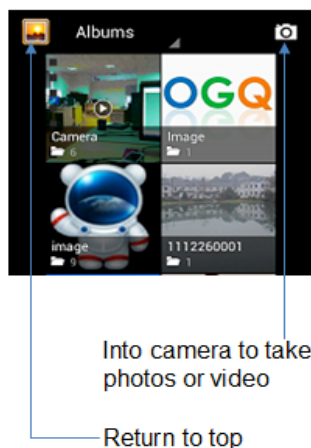 Albums
OGQ
Camera
6
Image
1
image
9
1112260001
1
Into camera to take
photos or video
Return to top